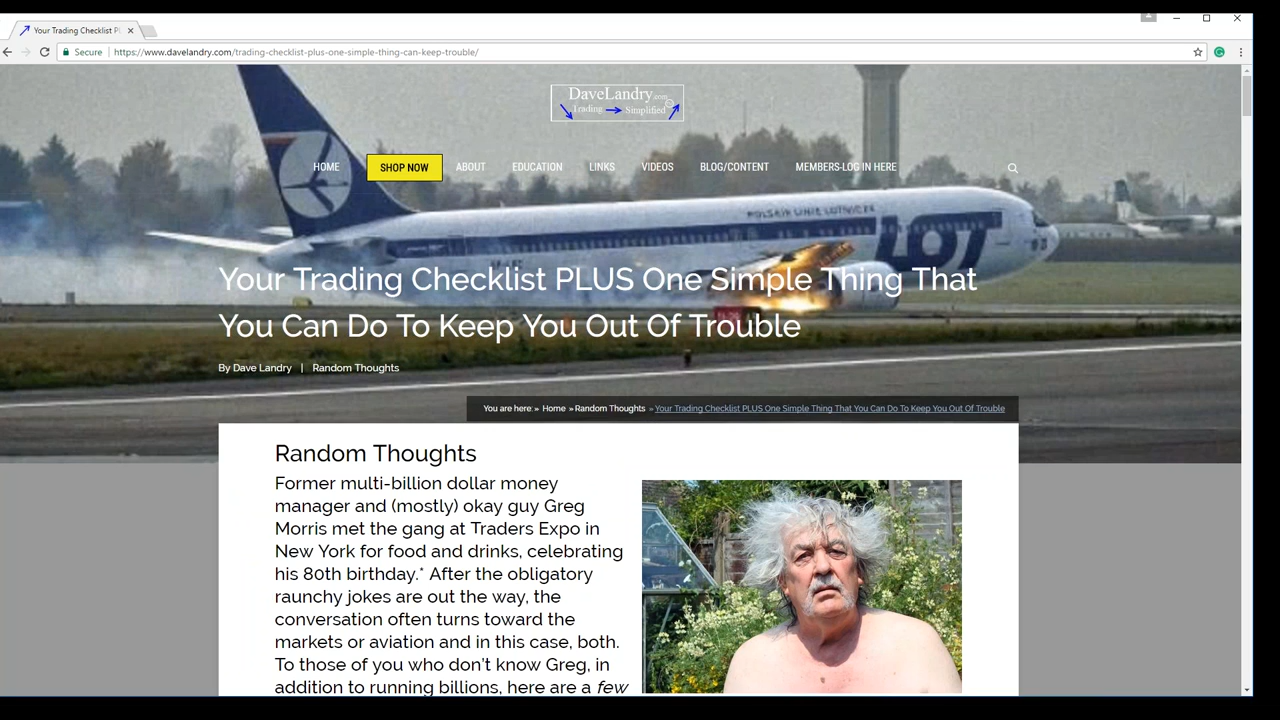 Your Trading Checklist PL
Secure
https://www.davelandry.com/trading-checklist-plus-one-simple-thing-can-keep-trouble/
DaveLandry.com
Trading Simplified
HOME
SHOP NOW
ABOUT
EDUCATION
LINKS
VIDEOS
BLOG/CONTENT
MEMBERS-LOG IN HERE
POLSKIE LINIE LOTNICZE
LOT
Your Trading Checklist PLUS One Simple Thing That
You Can Do To Keep You Out Of Trouble
By Dave Landry | Random Thoughts
You are here: » Home » Random Thoughts » Your Trading Checklist PLUS One Simple Thing That You Can Do To Keep You Out Of Trouble
Random Thoughts
Former multi-billion dollar money
manager and (mostly) okay guy Greg
Morris met the gang at Traders Expo in
New York for food and drinks, celebrating
his 80th birthday.* After the obligatory
raunchy jokes are out the way, the
conversation often turns toward the
markets or aviation and in this case, both.
To those of you who don't know Greg, in
addition to running billions, here are a few